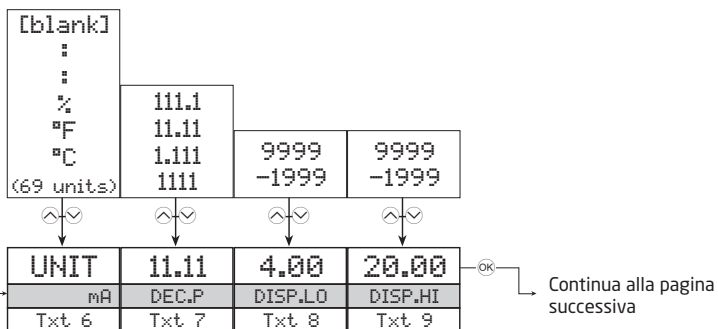 [blank]
:
:
%
°F
°C
(69 units)
111.1
11.11
1.111
1111
9999
-1999
9999
-1999
UNIT
11.11
4.00
20.00
OK
mA
DEC.P
DISP.LO
DISP.HI
Txt 6
Txt 7
Txt 8
Txt 9
Continua alla pagina
successiva